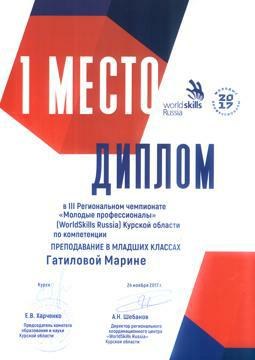 1 МЕСТО
worldskills
Russia
2017
ДИПЛОМ
в III Региональном чемпионате
«Молодые профессионалы»
(WorldSkills Russia) Курской области
по компетенции
ПРЕПОДАВАНИЕ В МЛАДШИХ КЛАССАХ
Гатиловой Марине
Курск
24 ноября 2017 г.
Е.В. Харченко
Председатель комитета
образования и науки
Курской области
А.Н. Шебанов
Директор регионального
координационного центра
«WorldSkills Russia»
Курской области